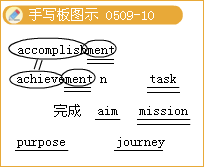 手写板图示 0509-10
accomplishment
achievement n task
完成 aim mission
purpose journey